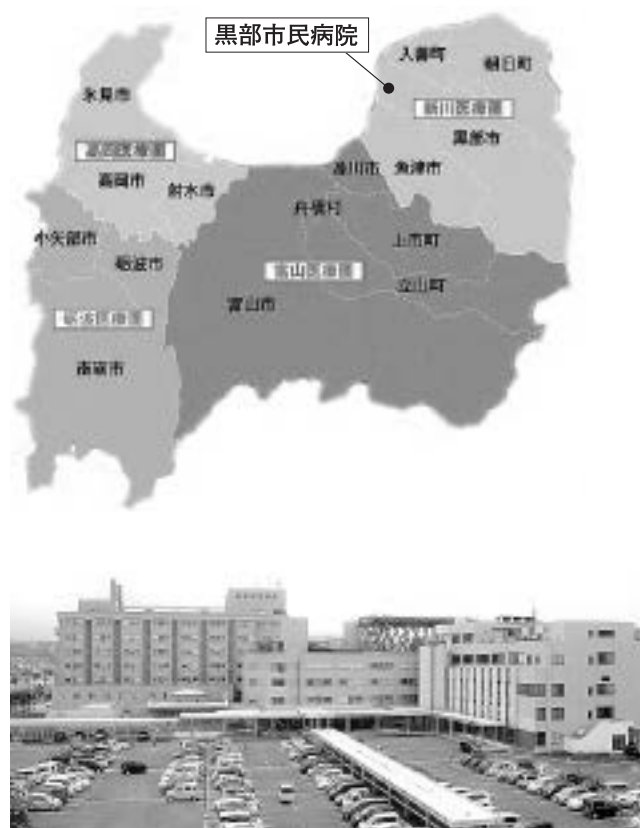 黒部市民病院
入善町
朝日町
氷見市
新川医療圏
黒部市
高岡医療圏
魚津市
滑川市
高岡市
射水市
舟橋村
小矢部市
上市町
砺波市
富山医療圏
立山町
富山市
砺波医療圏
南砺市